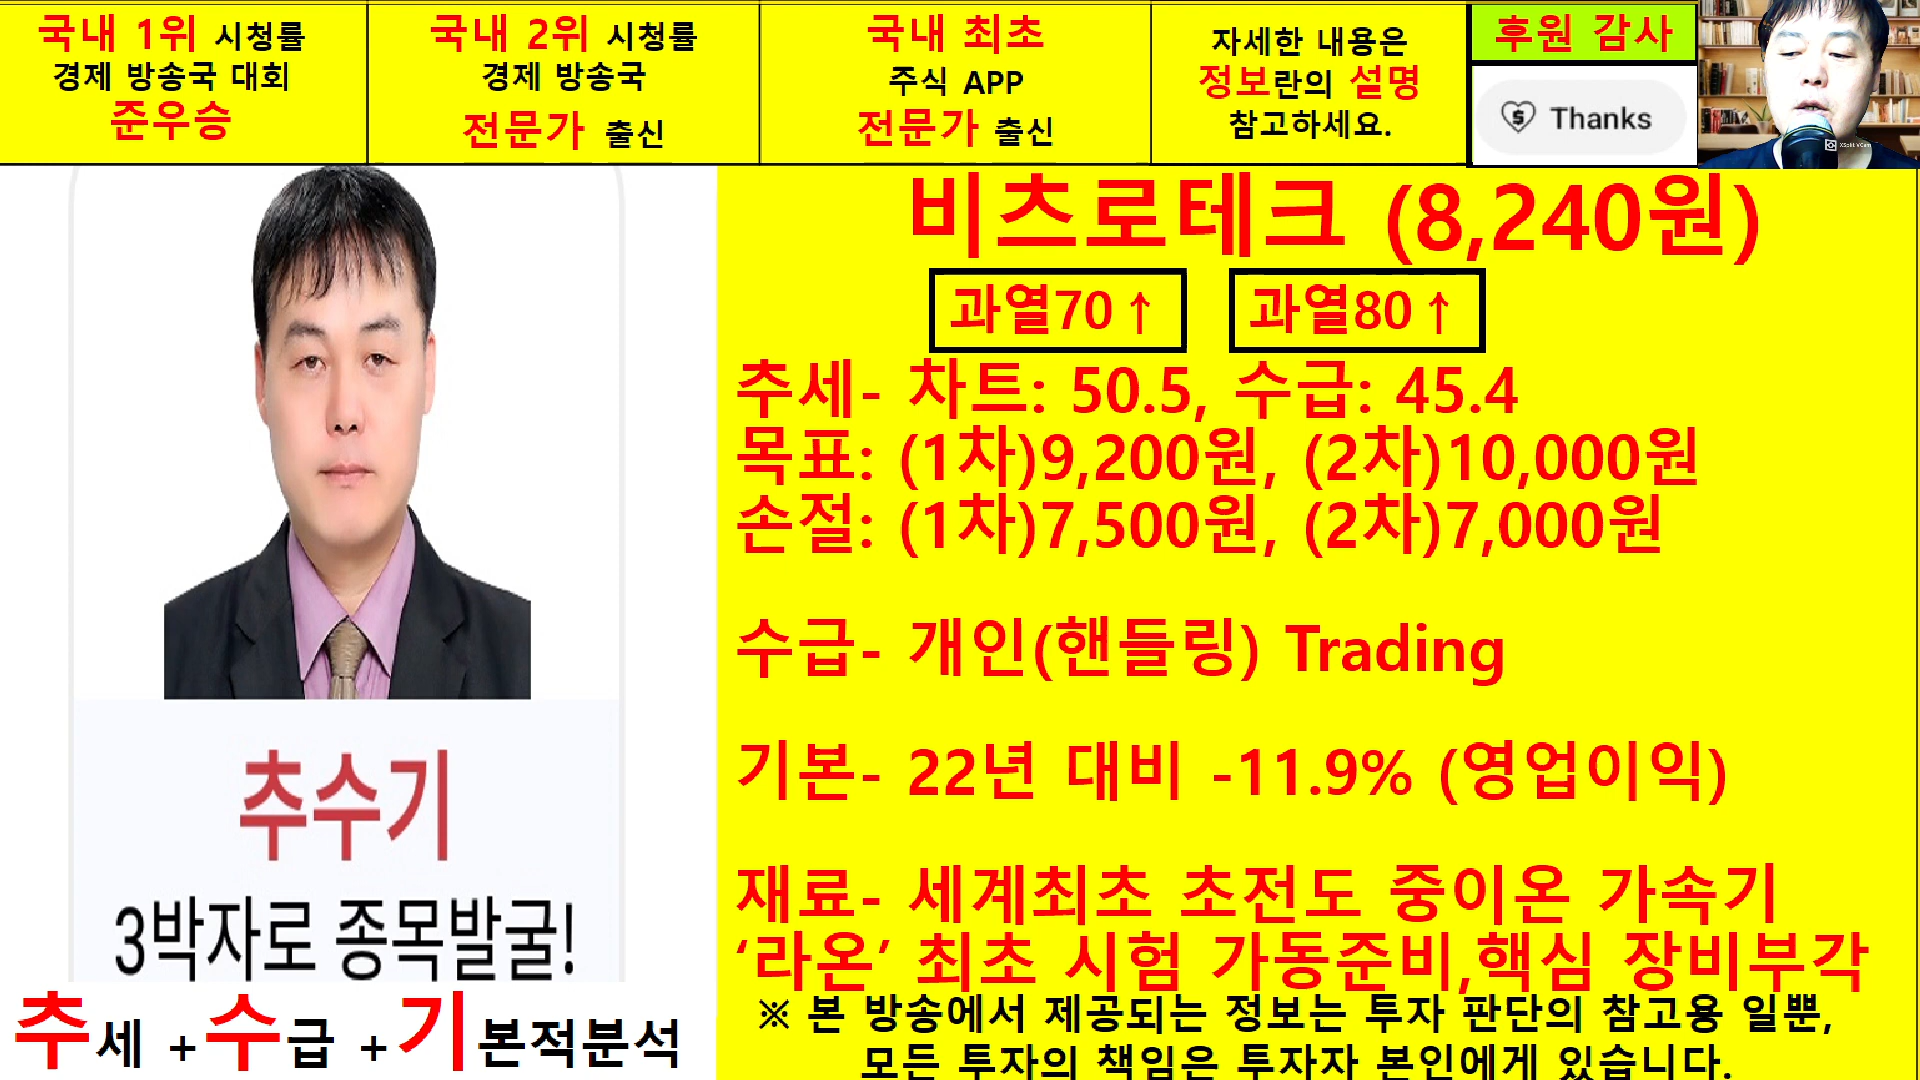 국내 1위 시청률
경제 방송국 대회
준우승
국내 2위 시청률
경제 방송국
전문가 출신
국내 최초
주식 APP
전문가 출신
자세한 내용은
정보란의 설명
참고하세요.
후원 감사
Thanks
XSplit VCam
비츠로테크 (8,240원)
과열70↑ 과열80↑
추세- 차트: 50.5, 수급: 45.4
목표: (1차)9,200원, (2차)10,000원
손절: (1차)7,500원, (2차)7,000원
수급- 개인(핸들링) Trading
기본- 22년 대비 -11.9% (영업이익)
재료- 세계최초 초전도 중이온 가속기
‘라온’ 최초 시험 가동준비,핵심 장비부각
※ 본 방송에서 제공되는 정보는 투자 판단의 참고용 일뿐,
모든 투자의 책임은 투자자 본인에게 있습니다.
추수기
3박자로 종목발굴!
추세 +수급 +기본적분석